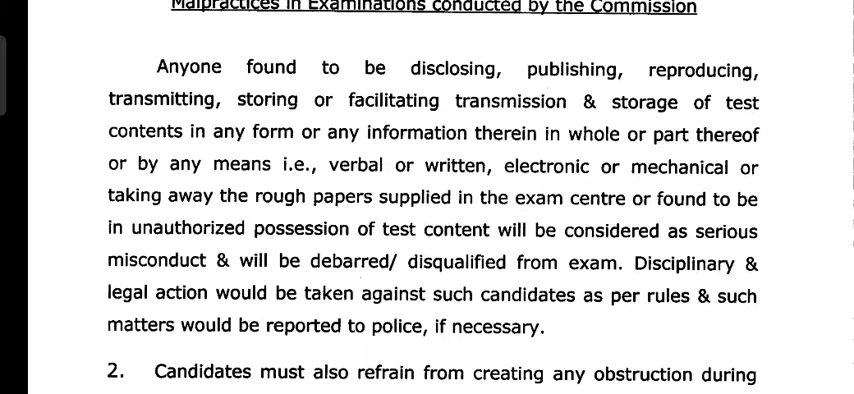 Malpractices in Examinations conducted by the Commission
Anyone found to be disclosing, publishing, reproducing,
transmitting, storing or facilitating transmission & storage of test
contents in any form or any information therein in whole or part thereof
or by any means i.e., verbal or written, electronic or mechanical or
taking away the rough papers supplied in the exam centre or found to be
in unauthorized possession of test content will be considered as serious
misconduct & will be debarred/ disqualified from exam. Disciplinary &
legal action would be taken against such candidates as per rules & such
matters would be reported to police, if necessary.
2. Candidates must also refrain from creating any obstruction during